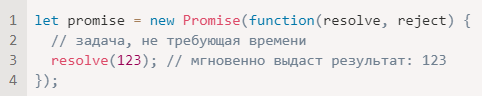 1 let promise = new Promise(function(resolve, reject) {
2   // задача, не требующая времени
3   resolve(123); // мгновенно выдаст результат: 123
4 });